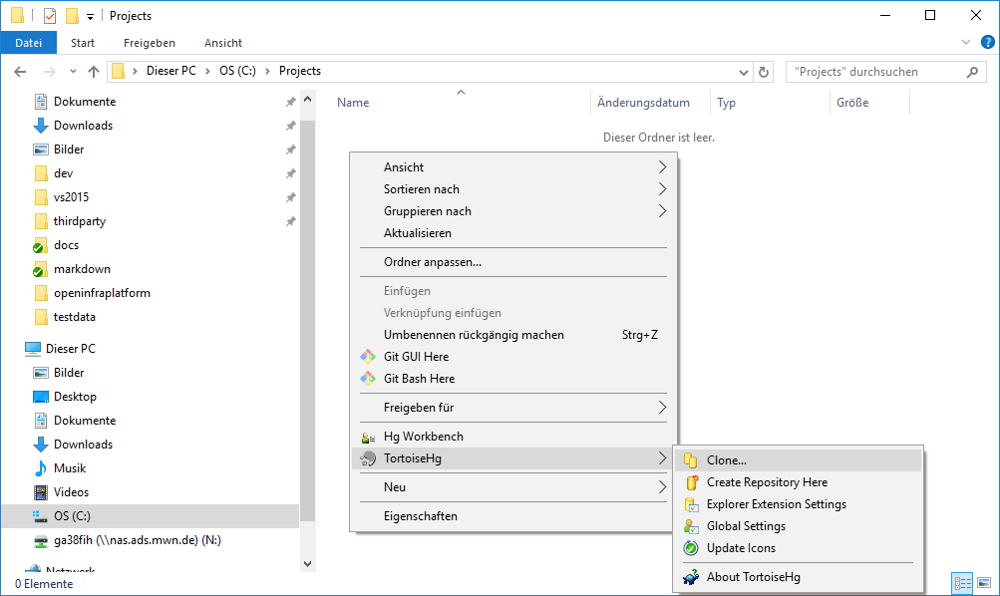 Projects
Datei Start Freigeben Ansicht
Dieser PC OS (C:) Projects
"Projects" durchsuchen
Name Änderungsdatum Typ Größe
Dieser Ordner ist leer.
Dokumente
Downloads
Bilder
dev
vs2015
thirdparty
docs
markdown
openinfraplatform
testdata
Dieser PC
Bilder
Desktop
Dokumente
Downloads
Musik
Videos
OS (C:)
ga38fih (\\nas.ads.mwn.de) (N:)
Netzwerk
0 Elemente
Ansicht
Sortieren nach
Gruppieren nach
Aktualisieren
Ordner anpassen...
Einfügen
Verknüpfung einfügen
Umbenennen rückgängig machen Strg+Z
Git GUI Here
Git Bash Here
Freigeben für
Hg Workbench
TortoiseHg
Neu
Eigenschaften
Clone...
Create Repository Here
Explorer Extension Settings
Global Settings
Update Icons
About TortoiseHg